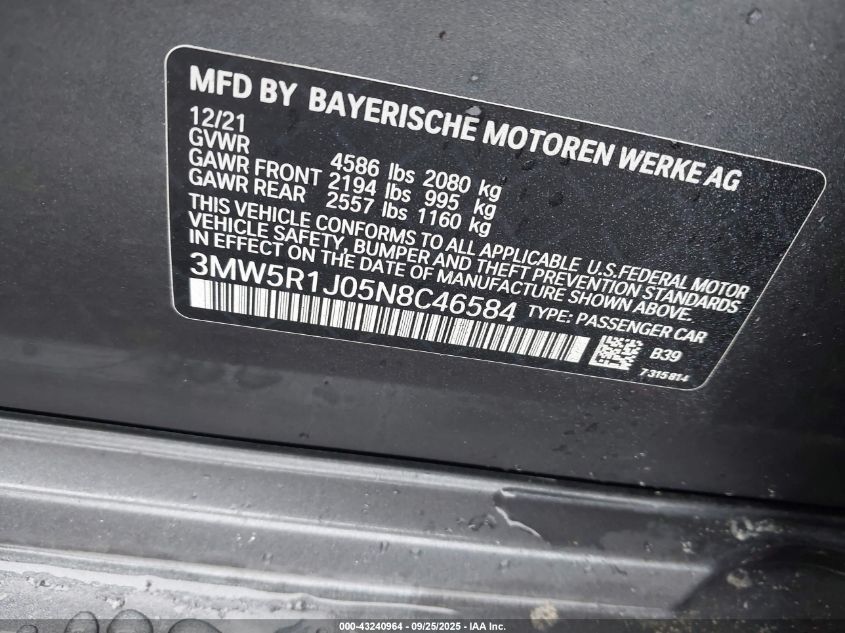 MFD BY BAYERISCHE MOTOREN WERKE AG
12/21
GVWR 4586 lbs 2080 kg
GAWR FRONT 2194 lbs 995 kg
GAWR REAR 2557 lbs 1160 kg
THIS VEHICLE CONFORMS TO ALL APPLICABLE U.S.FEDERAL MOTOR
VEHICLE SAFETY, BUMPER AND THEFT PREVENTION STANDARDS
IN EFFECT ON THE DATE OF MANUFACTURE SHOWN ABOVE.
3MW5R1J05N8C46584 TYPE: PASSENGER CAR
B39
7315814
000-43240964 - 09/25/2025 - IAA Inc.